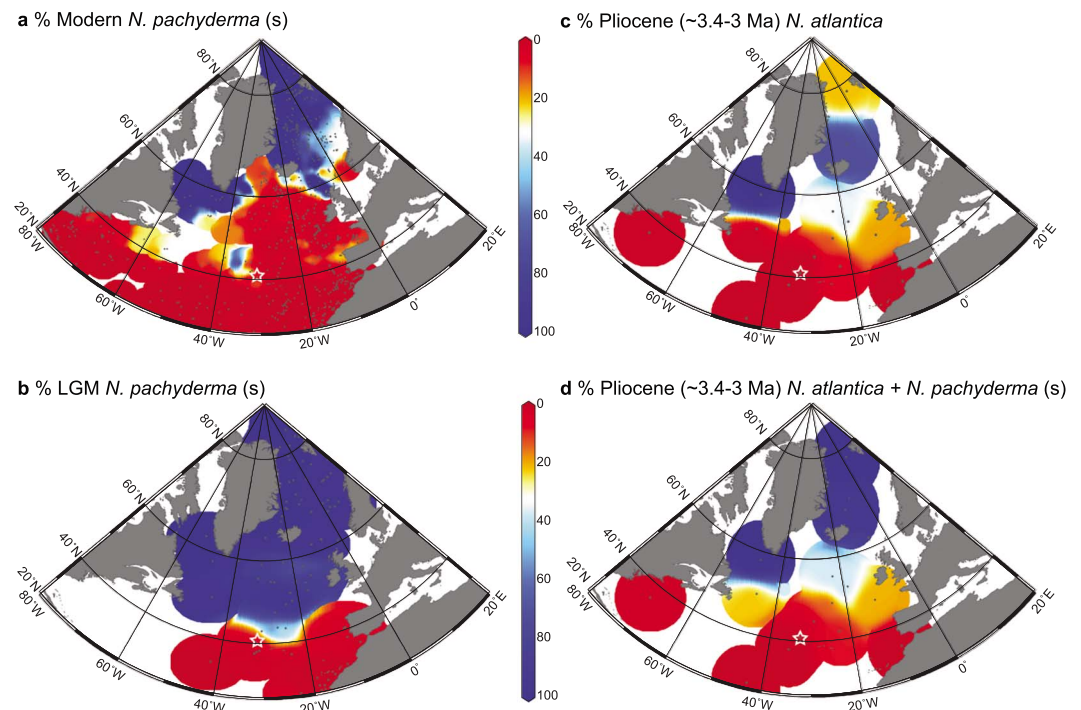 a % Modern N. pachyderma (s)
80°N
60°N
40°N
20°N
80°W
60°W
40°W
20°W
0°
20°E
0
20
40
60
80
100
c % Pliocene (~3.4-3 Ma) N. atlantica
80°N
60°N
40°N
20°N
80°W
60°W
40°W
20°W
0°
20°E
b % LGM N. pachyderma (s)
80°N
60°N
40°N
20°N
80°W
60°W
40°W
20°W
0°
20°E
0
20
40
60
80
100
d % Pliocene (~3.4-3 Ma) N. atlantica + N. pachyderma (s)
80°N
60°N
40°N
20°N
80°W
60°W
40°W
20°W
0°
20°E